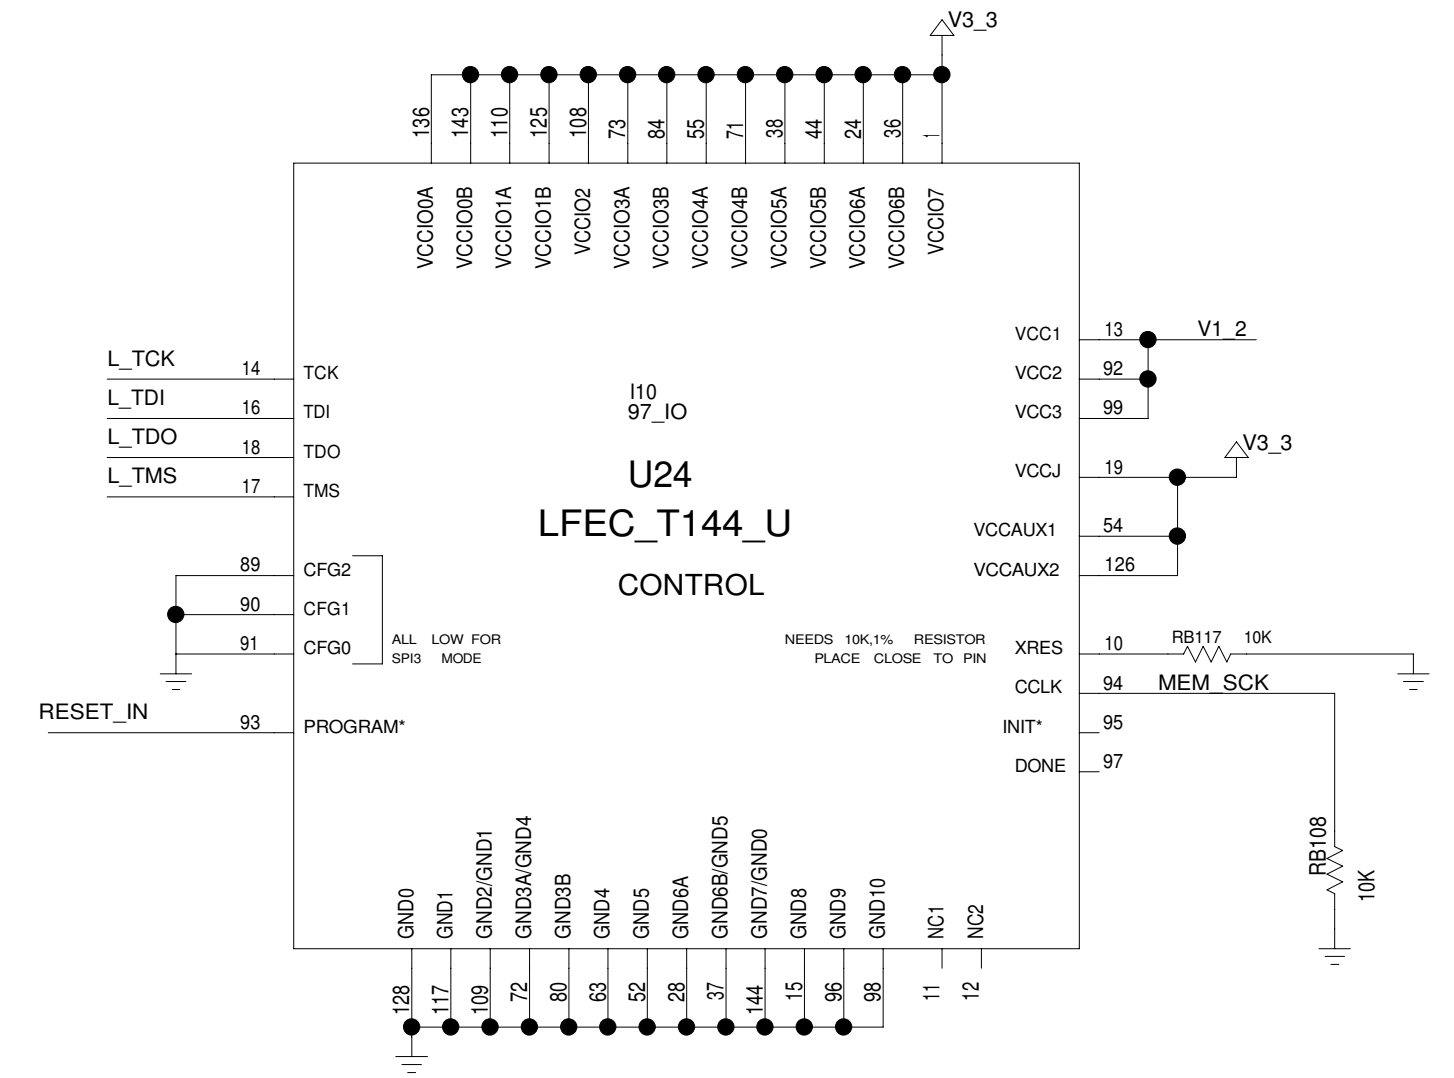 V3_3
136
143
110
125
108
73
84
55
71
38
44
24
36
1
VCCIO0A
VCCIO0B
VCCIO1A
VCCIO1B
VCCIO2
VCCIO3A
VCCIO3B
VCCIO4A
VCCIO4B
VCCIO5A
VCCIO5B
VCCIO6A
VCCIO6B
VCCIO7
L_TCK
14
TCK
L_TDI
16
TDI
L_TDO
18
TDO
L_TMS
17
TMS
89
CFG2
90
CFG1
91
CFG0
ALL LOW FOR
SPI3 MODE
RESET_IN
93
PROGRAM*
I10
97_IO
U24
LFEC_T144_U
CONTROL
VCC1
13
V1_2
VCC2
92
VCC3
99
VCCJ
19
V3_3
VCCAUX1
54
VCCAUX2
126
NEEDS 10K,1% RESISTOR
PLACE CLOSE TO PIN
XRES
10
RB117
10K
CCLK
94
MEM_SCK
INIT*
95
DONE
97
RB108
10K
GND0
GND1
GND2/GND1
GND3A/GND4
GND3B
GND4
GND5
GND6A
GND6B/GND5
GND7/GND0
GND8
GND9
GND10
NC1
NC2
128
117
109
72
80
63
52
28
37
144
15
96
98
11
12